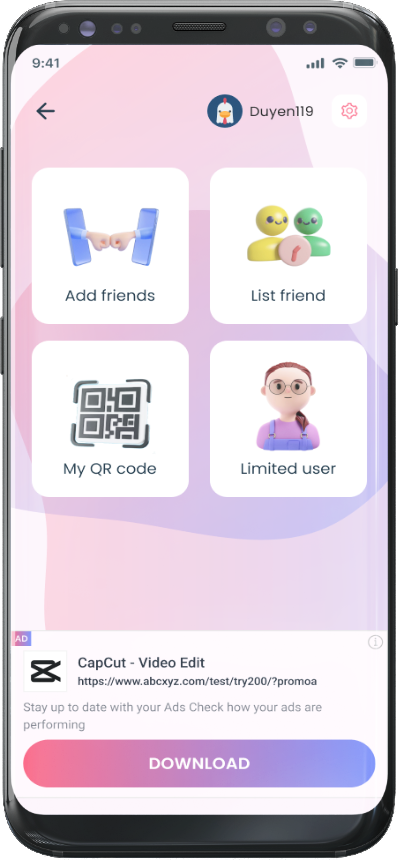 9:41
Duyen119
Add friends
List friend
My QR code
Limited user
AD
CapCut - Video Edit
https://www.abcxyz.com/test/try200/?promoa
Stay up to date with your Ads Check how your ads are
performing
DOWNLOAD